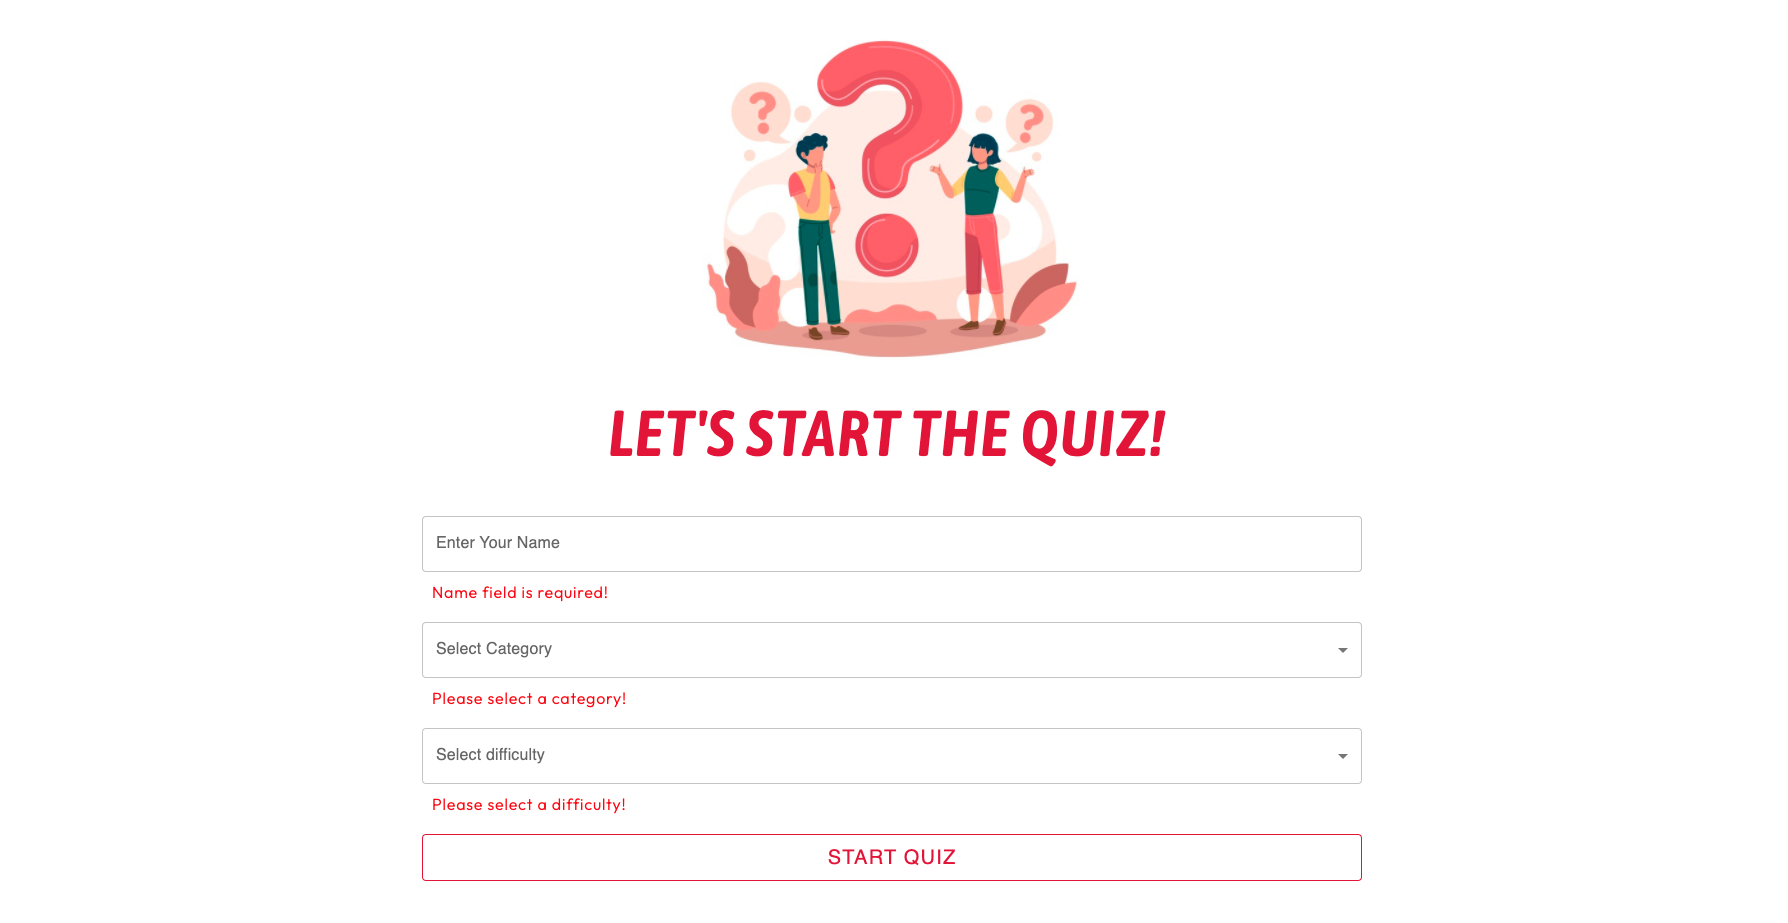 ?
?
?
LET'S START THE QUIZ!
Enter Your Name
Name field is required!
Select Category
Please select a category!
Select difficulty
Please select a difficulty!
START QUIZ